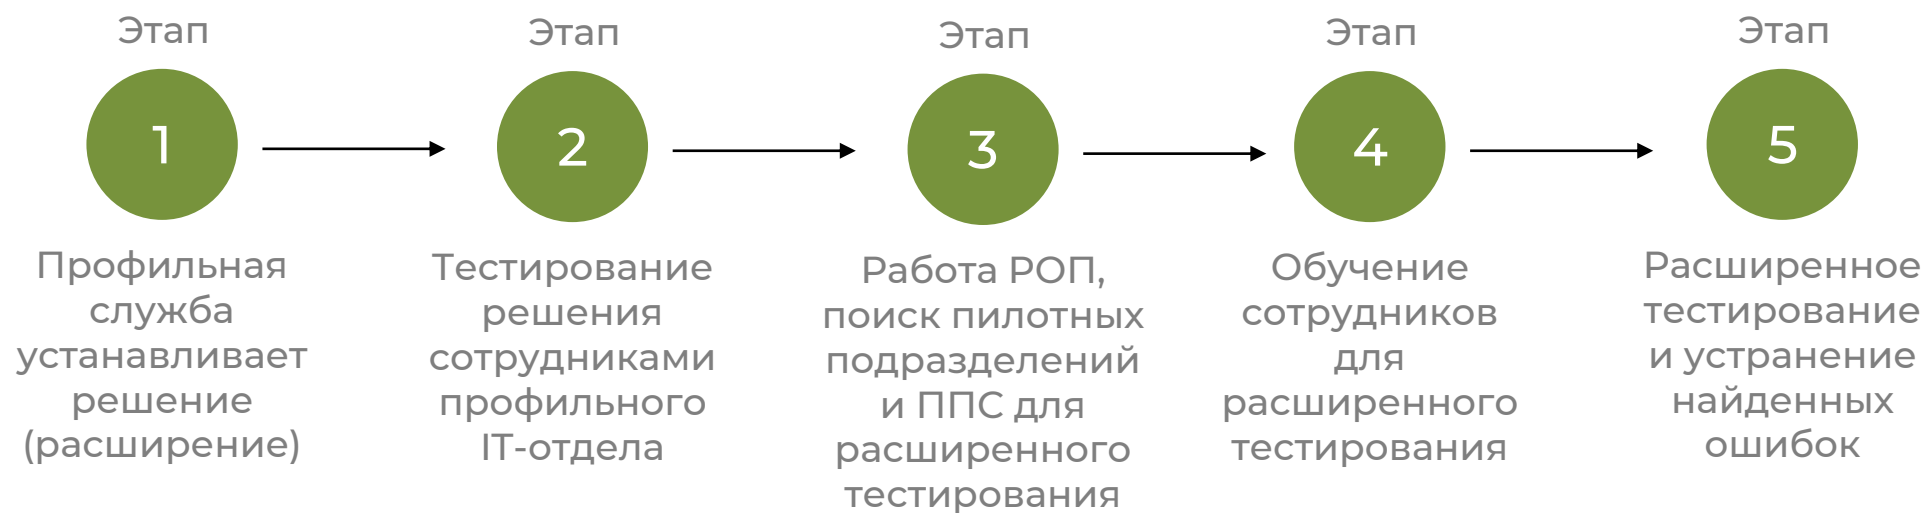 Этап
1
Профильная
служба
устанавливает
решение
(расширение)
Этап
2
Тестирование
решения
сотрудниками
профильного
IT-отдела
Этап
3
Работа РОП,
поиск пилотных
подразделений
и ППС для
расширенного
тестирования
Этап
4
Обучение
сотрудников
для
расширенного
тестирования
Этап
5
Расширенное
тестирование
и устранение
найденных
ошибок